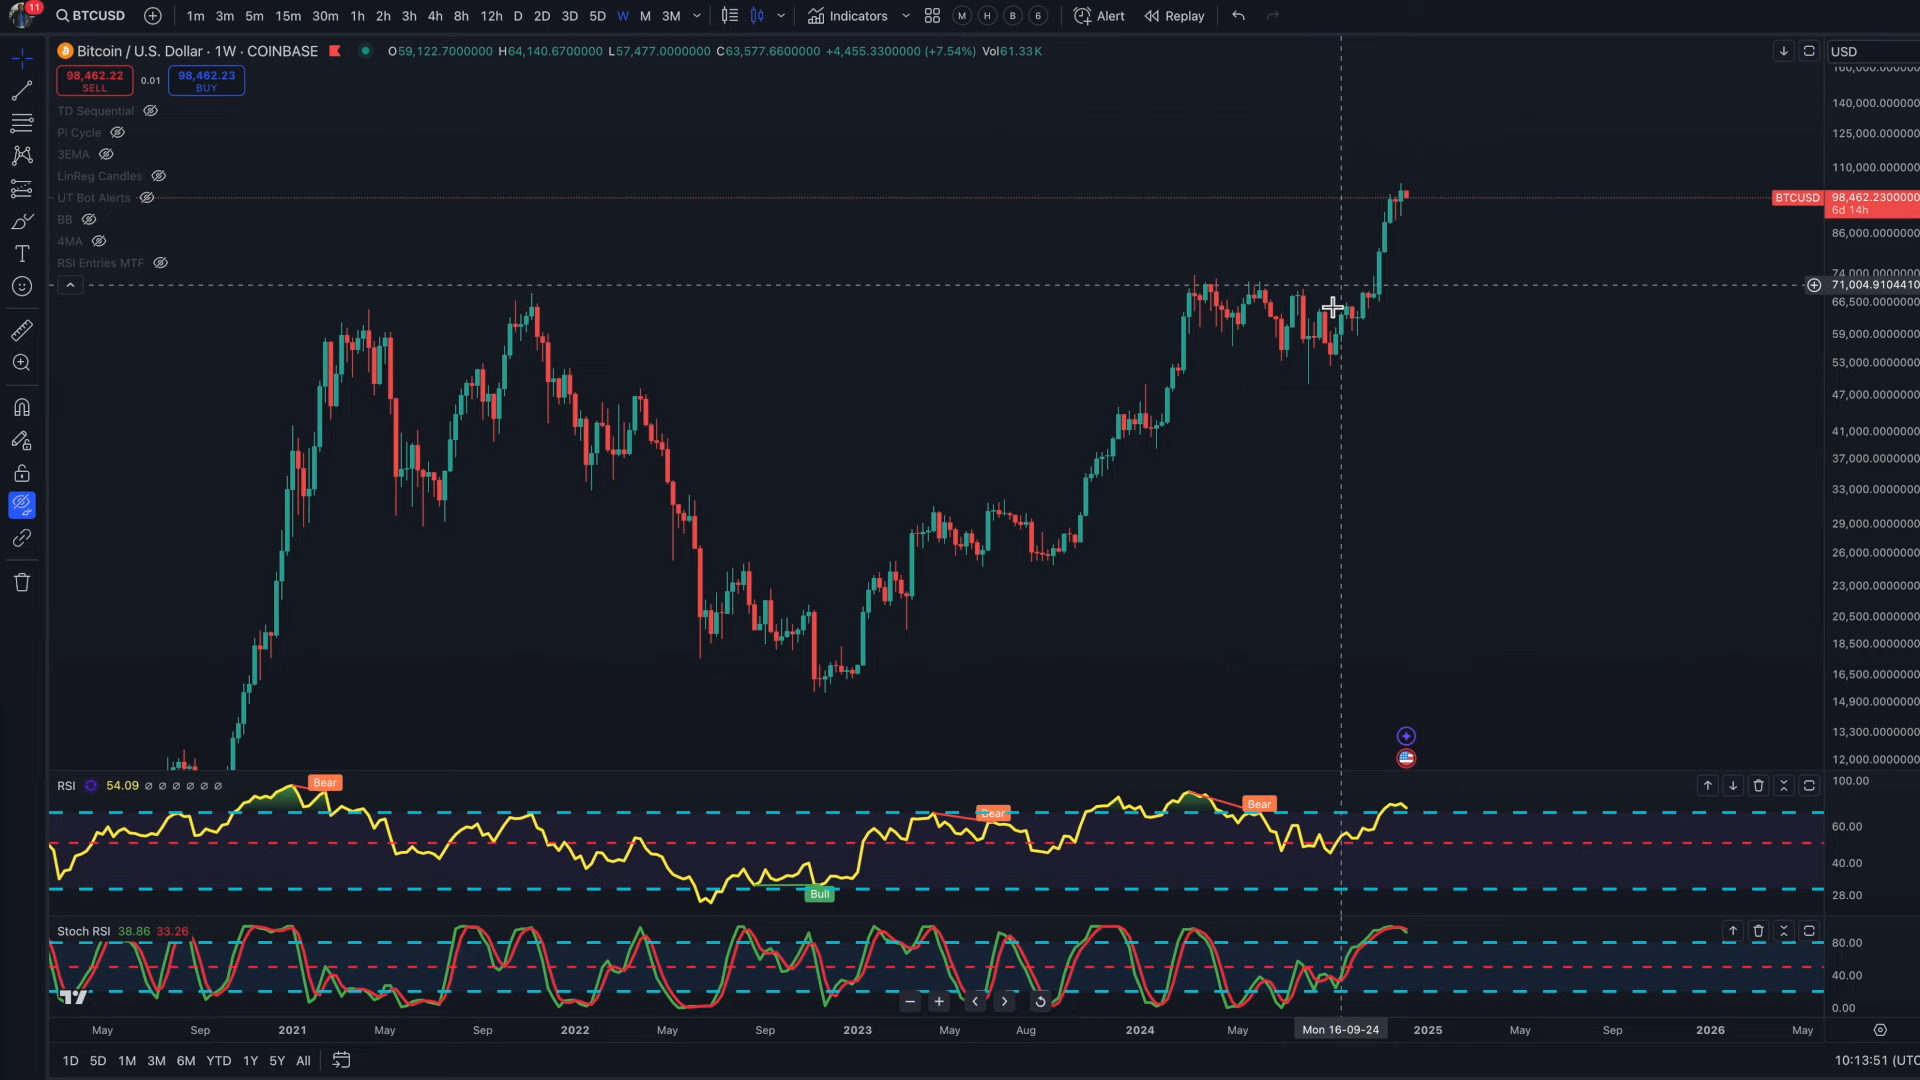 11 BTCUSD 1m 3m 5m 15m 30m 1h 2h 3h 4h 8h 12h D 2D 3D 5D W M 3M Indicators M H B 6 Alert Replay
Bitcoin / U.S. Dollar · 1W · COINBASE O59,122.7000000 H64,140.6700000 L57,477.0000000 C63,577.6600000 +4,455.3300000 (+7.54%) Vol61.33K USD
98,462.22 SELL 0.01 98,462.23 BUY
TD Sequential
Pi Cycle
3EMA
LinReg Candles
UT Bot Alerts
BB
4MA
RSI Entries MTF
140,000.0000000
125,000.0000000
110,000.0000000
BTCUSD 98,462.2300000
6d 14h
86,000.0000000
74,000.0000000
71,004.9104410
66,500.0000000
59,000.0000000
53,000.0000000
47,000.0000000
41,000.0000000
37,000.0000000
33,000.0000000
29,000.0000000
26,000.0000000
23,000.0000000
20,500.0000000
18,500.0000000
16,500.0000000
14,900.0000000
13,300.0000000
12,000.0000000
RSI 54.09 ∅ ∅ ∅ ∅ ∅ ∅
Bear
Bear
Bear
Bull
100.00
60.00
40.00
28.00
Stoch RSI 38.86 33.26
80.00
40.00
0.00
May Sep 2021 May Sep 2022 May Sep 2023 May Aug 2024 May Mon 16-09-24 2025 May Sep 2026 May
1D 5D 1M 3M 6M YTD 1Y 5Y All 10:13:51 (UTC